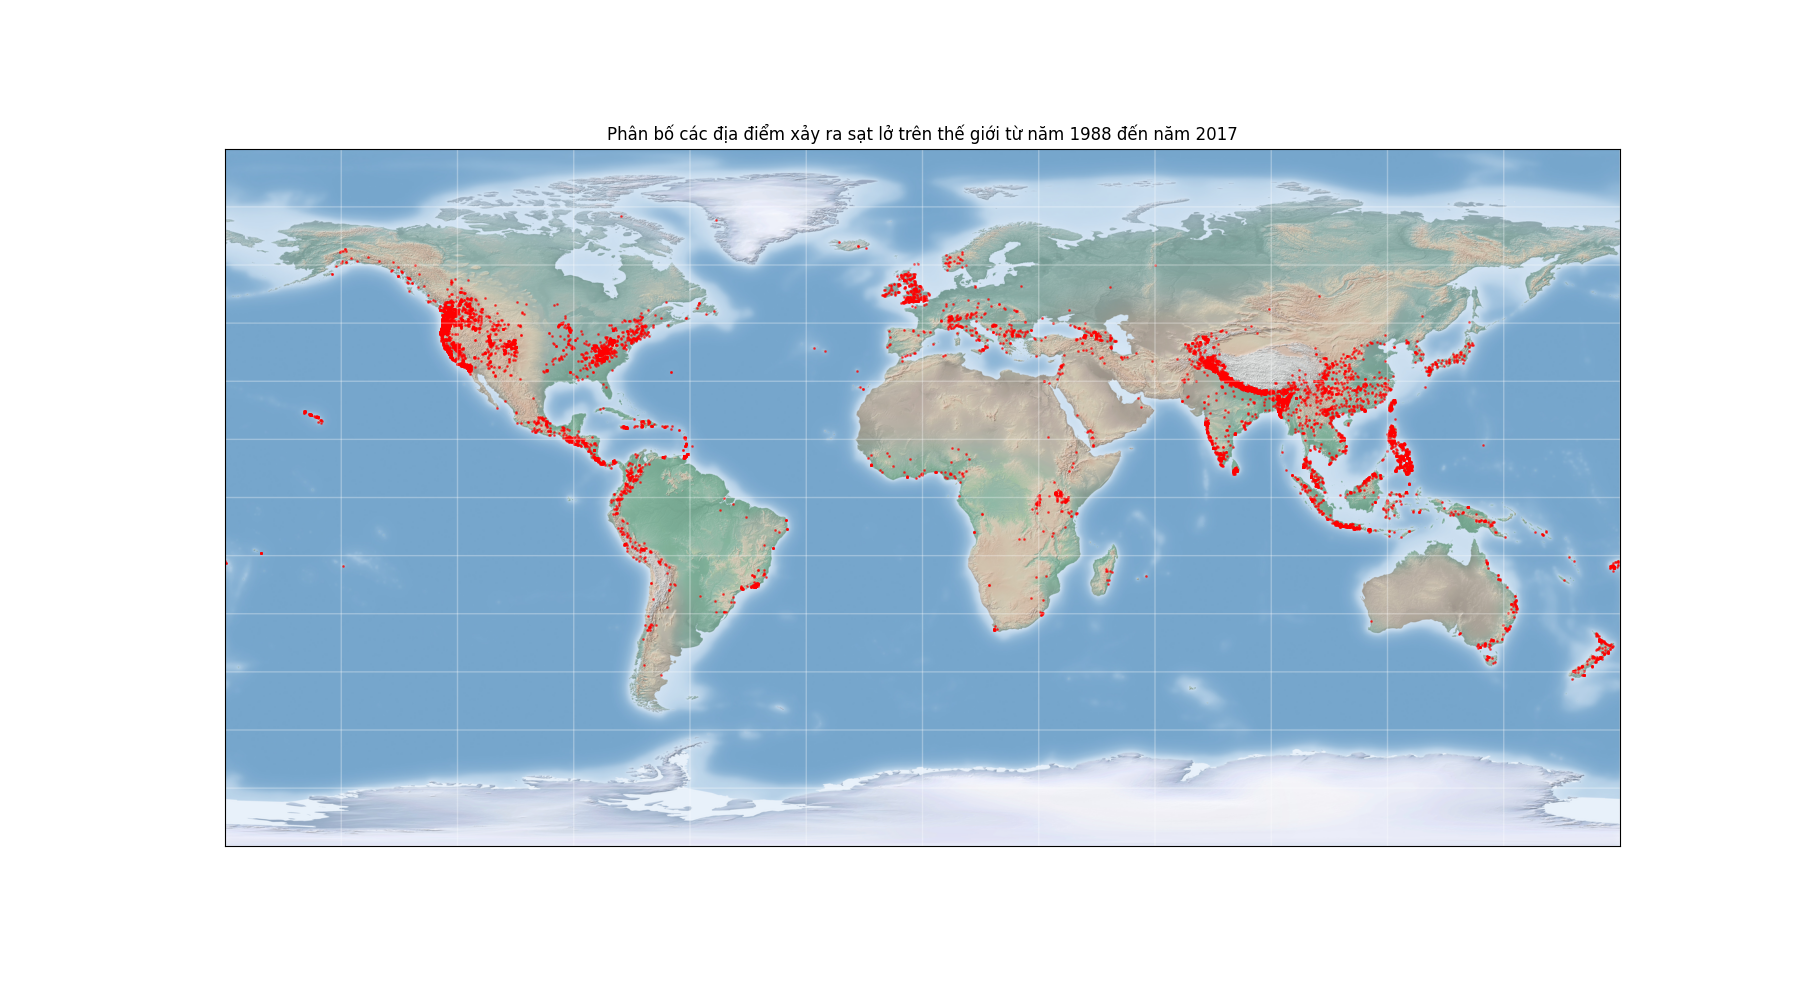 Phân bố các địa điểm xảy ra sạt lở trên thế giới từ năm 1988 đến năm 2017